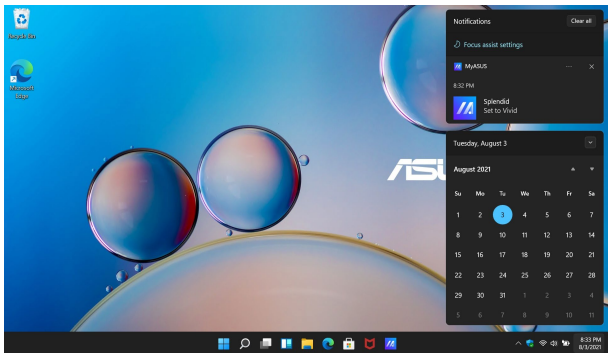 Recycle Bin
Microsoft
Edge
Notifications
Clear all
Focus assist settings
MyASUS
8:32 PM
Splendid
Set to Vivid
Tuesday, August 3
August 2021
Su Mo Tu We Th Fr Sa
1 2 3 4 5 6 7
8 9 10 11 12 13 14
15 16 17 18 19 20 21
22 23 24 25 26 27 28
29 30 31 1 2 3 4
5 6 7 8 9 10 11
8:33 PM
8/3/2021